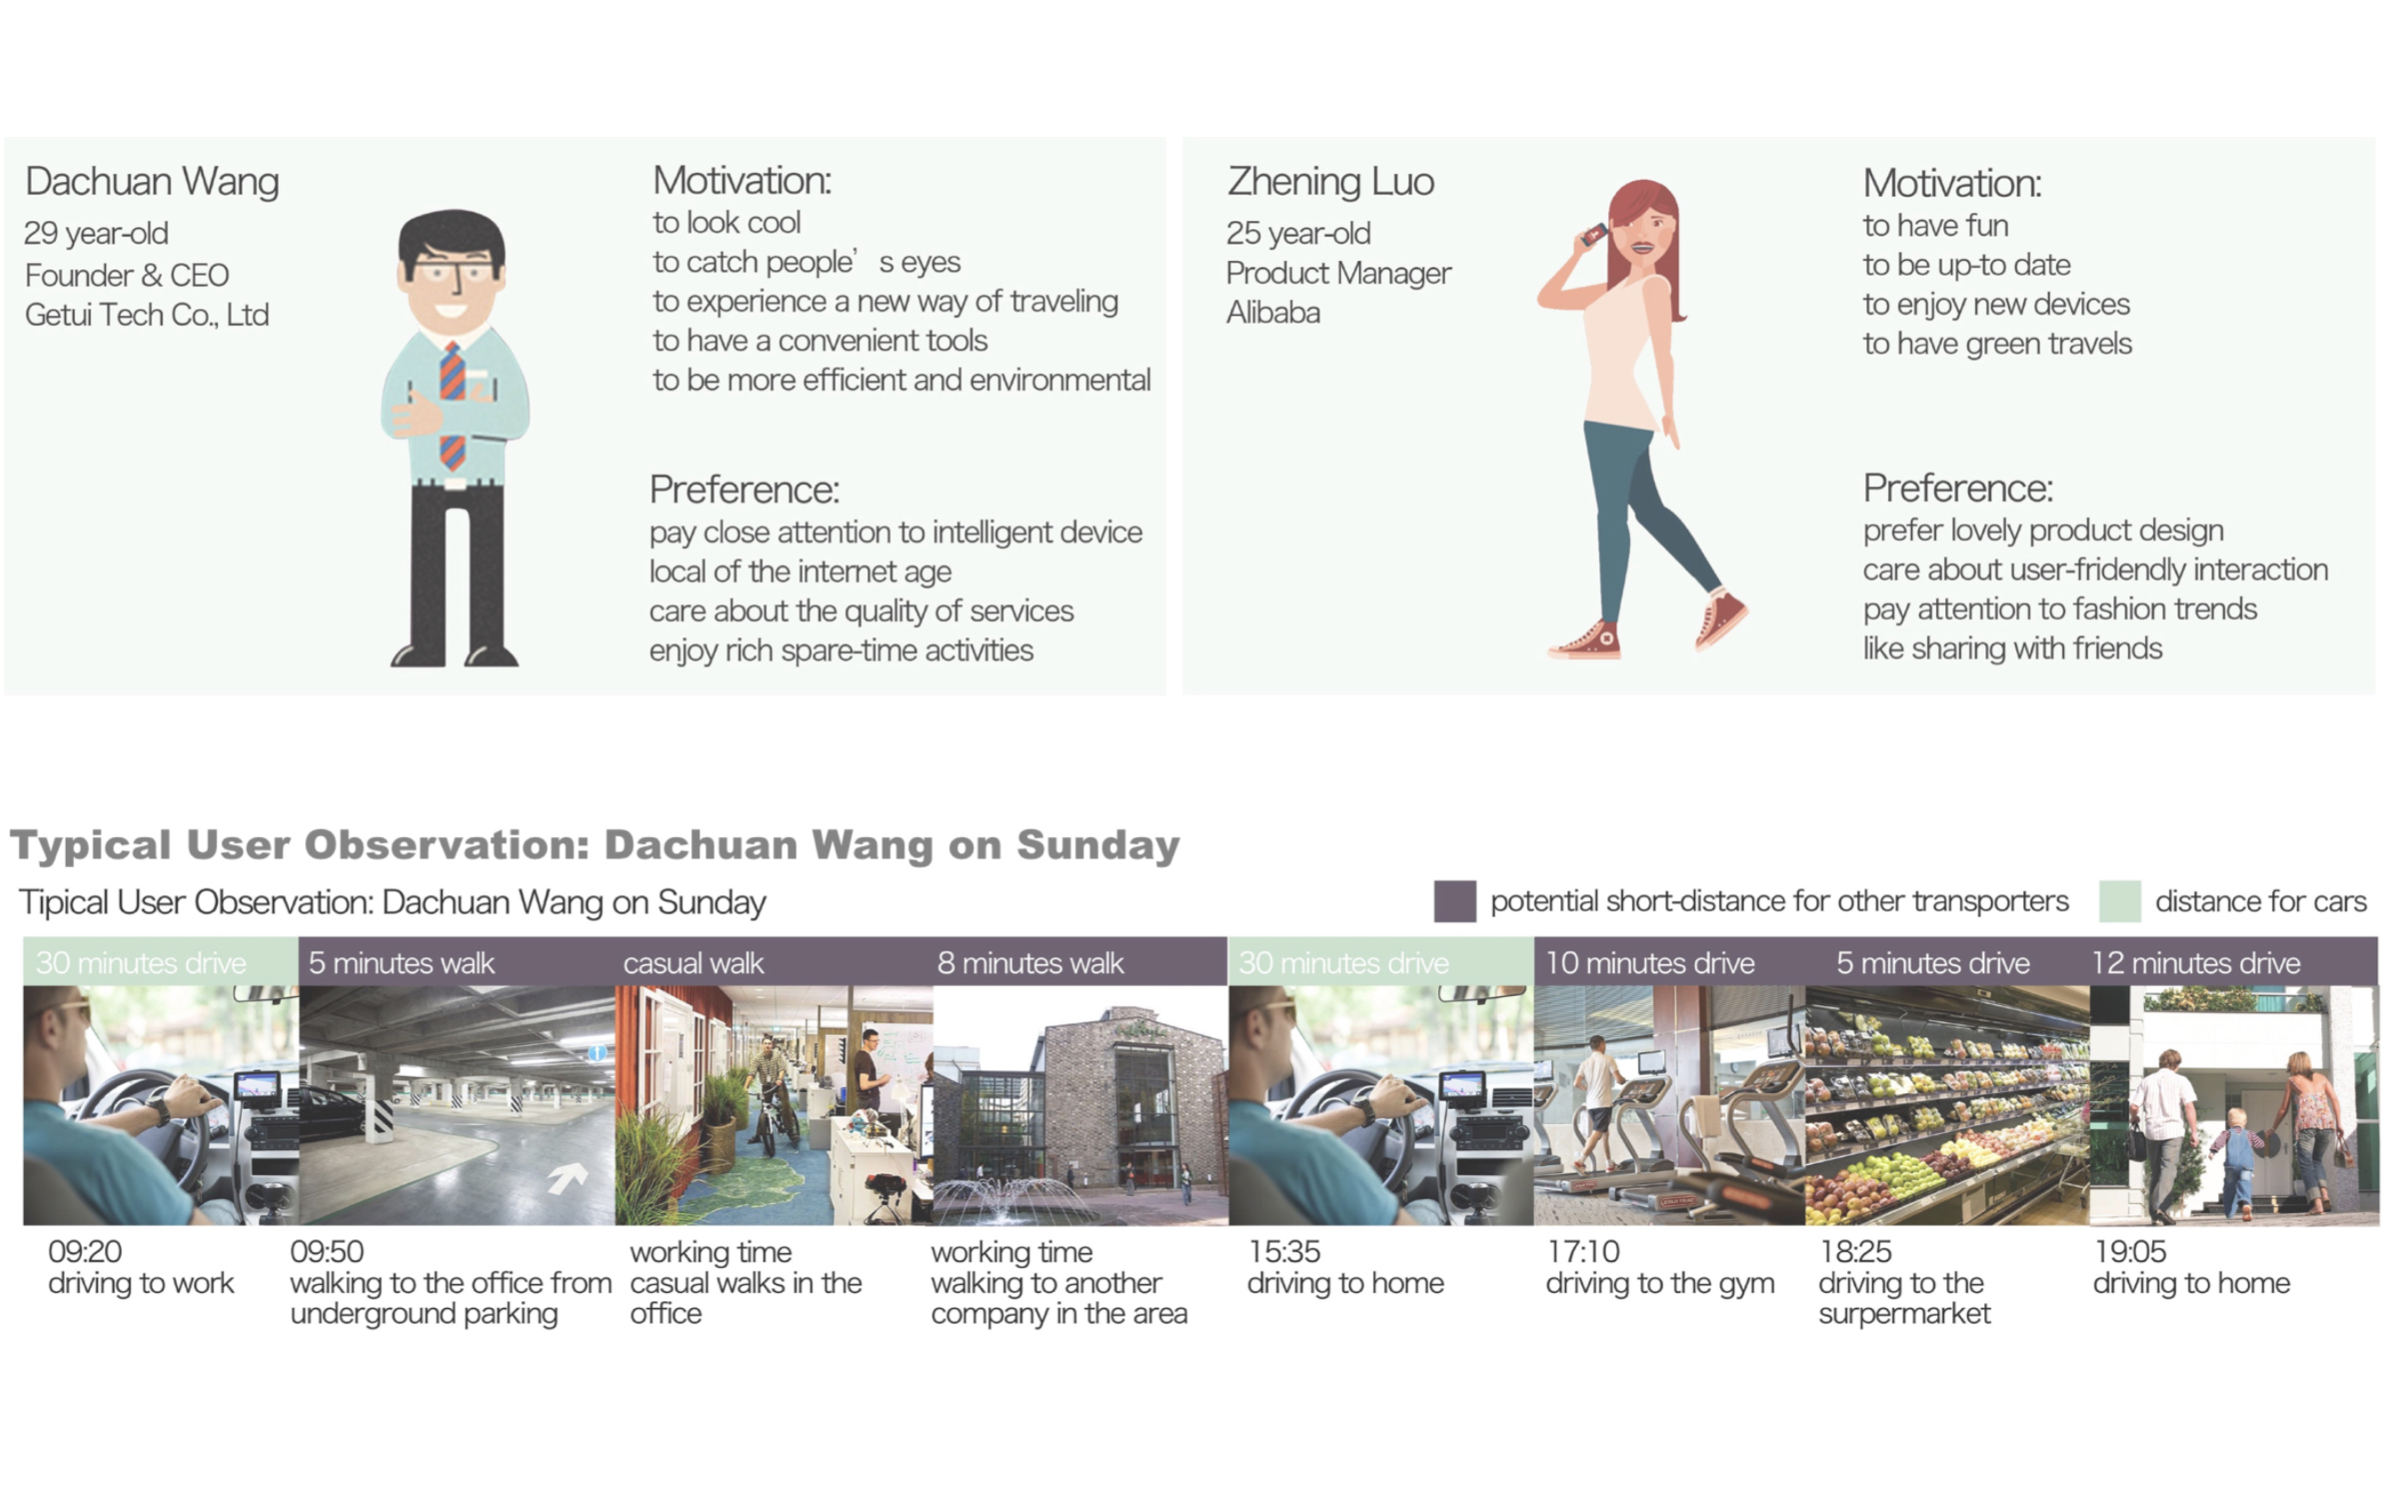 Dachuan Wang
29 year-old
Founder & CEO
Getui Tech Co., Ltd
Motivation:
to look cool
to catch people’ s eyes
to experience a new way of traveling
to have a convenient tools
to be more efficient and environmental
Preference:
pay close attention to intelligent device
local of the internet age
care about the quality of services
enjoy rich spare-time activities
Zhening Luo
25 year-old
Product Manager
Alibaba
Motivation:
to have fun
to be up-to date
to enjoy new devices
to have green travels
Preference:
prefer lovely product design
care about user-fridendly interaction
pay attention to fashion trends
like sharing with friends
Typical User Observation: Dachuan Wang on Sunday
Tipical User Observation: Dachuan Wang on Sunday
potential short-distance for other transporters
distance for cars
30 minutes drive
5 minutes walk
casual walk
8 minutes walk
30 minutes drive
10 minutes drive
5 minutes drive
12 minutes drive
09:20
driving to work
09:50
walking to the office from
underground parking
working time
casual walks in the
office
working time
walking to another
company in the area
15:35
driving to home
17:10
driving to the gym
18:25
driving to the
surpermarket
19:05
driving to home